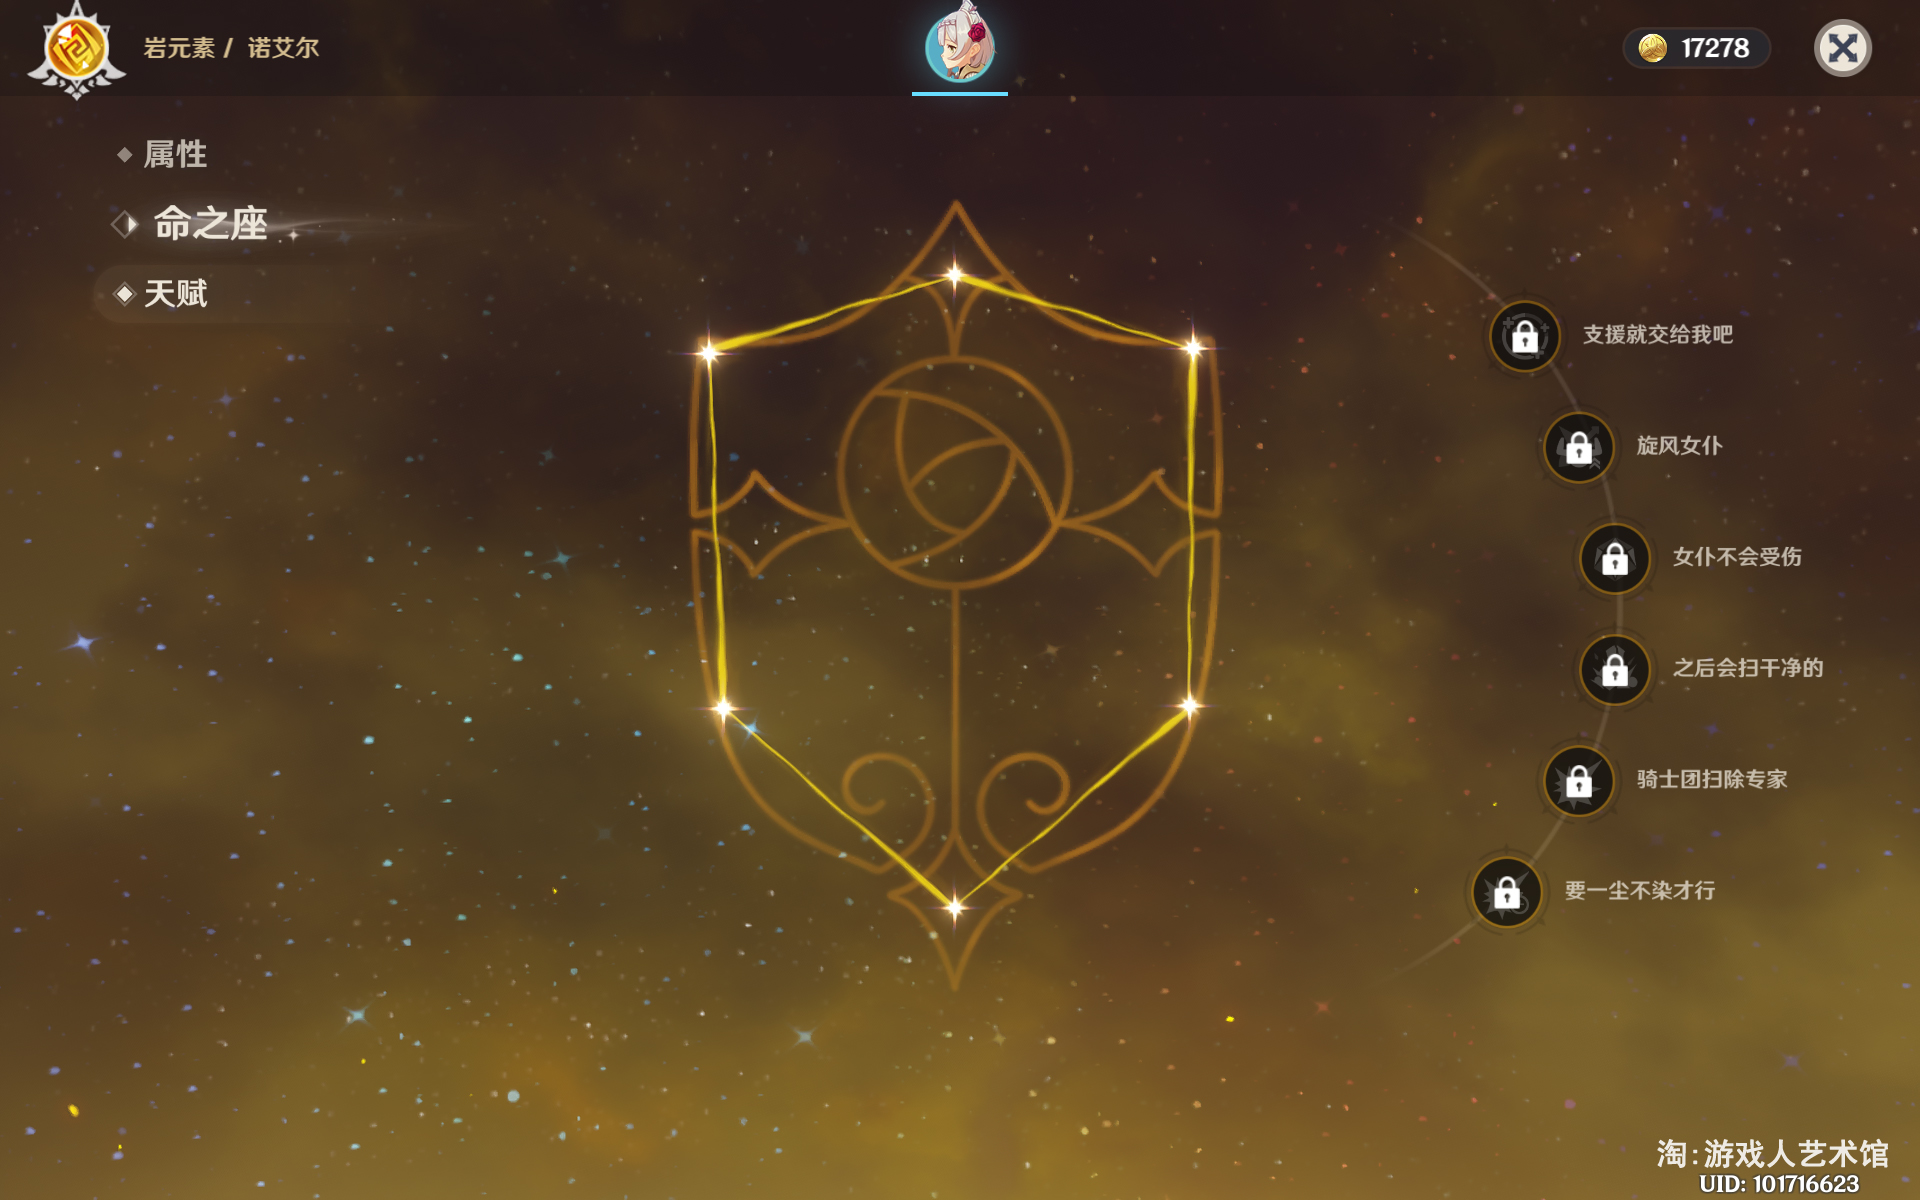 岩元素 / 诺艾尔
17278
属性
命之座
天赋
支援就交给我吧
旋风女仆
女仆不会受伤
之后会扫干净的
骑士团扫除专家
要一尘不染才行
淘:游戏人艺术馆
UID: 101716623